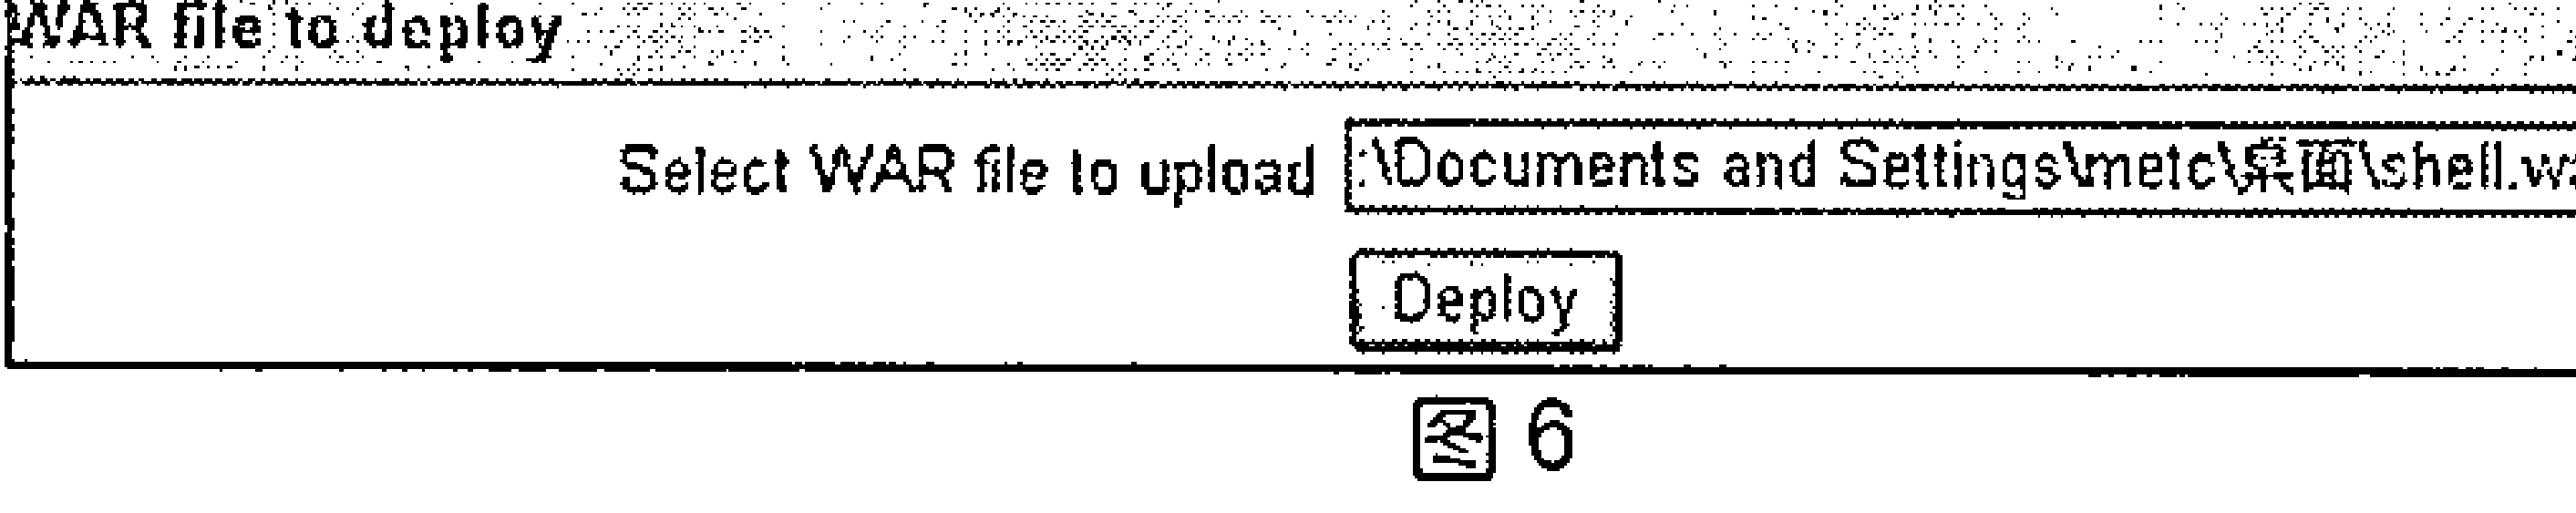 WAR file to deploy
Select WAR file to upload :\Documents and Settings\metc\桌面\shell.wa
Deploy
图 6